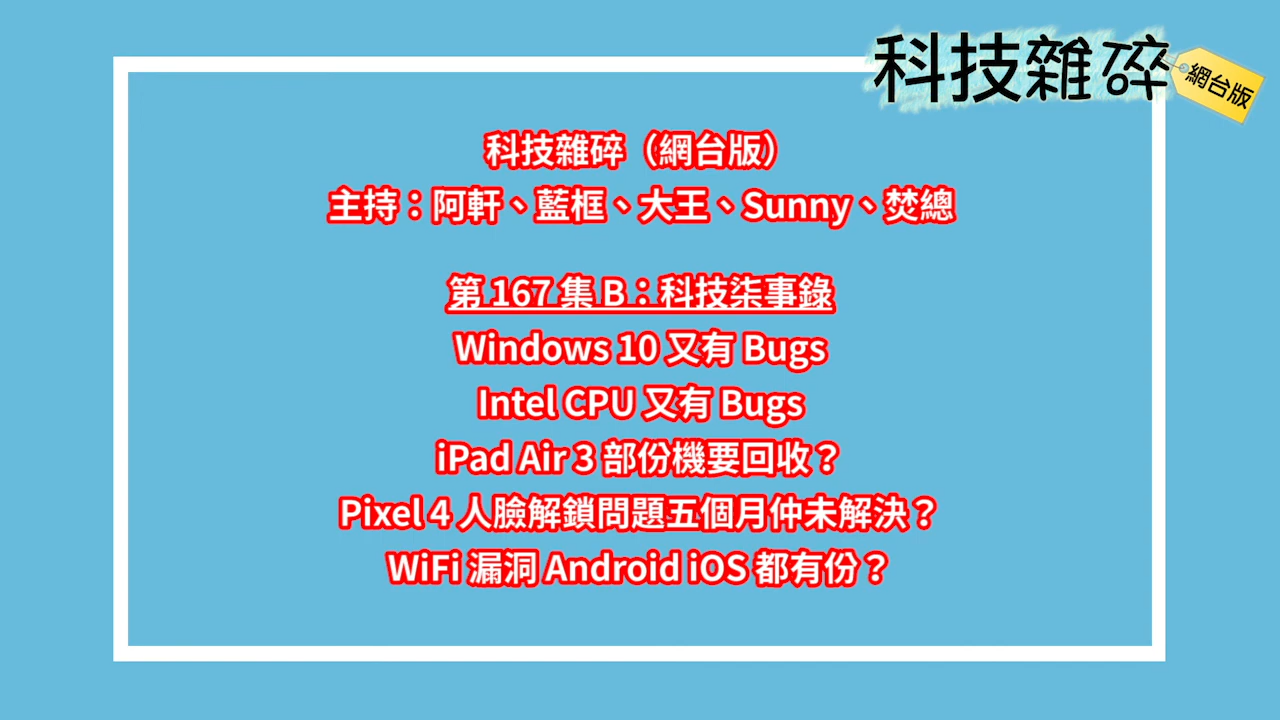 科技雜碎
網台版
科技雜碎（網台版）
主持：阿軒、藍框、大王、Sunny、焚總
第 167 集 B：科技柒事錄
Windows 10 又有 Bugs
Intel CPU 又有 Bugs
iPad Air 3 部份機要回收？
Pixel 4 人臉解鎖問題五個月仲未解決？
WiFi 漏洞 Android iOS 都有份？